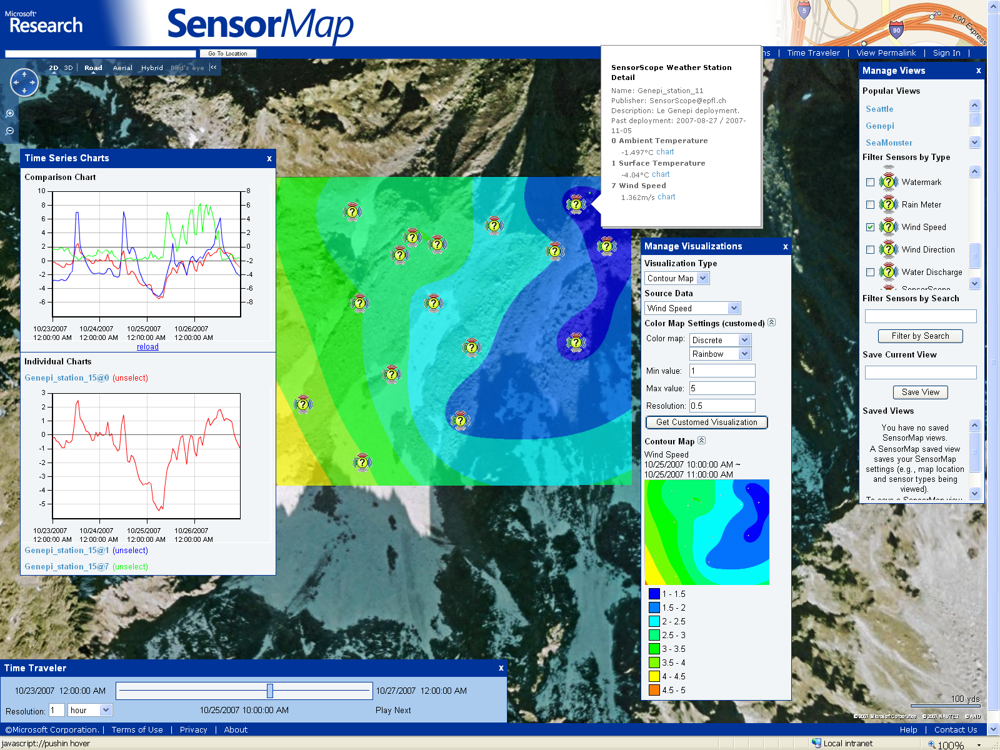 Microsoft
Research
SensorMap
5
90
2C
I-90 Express
Go To Location
ns | Time Traveler | View Permalink | Sign In |
2D 3D | Road Aerial Hybrid Bird's eye <<
SensorScope Weather Station
Detail
Name: Genepi_station_11
Publisher: SensorScope@epfl.ch
Description: Le Genepi deployment.
Past deployment: 2007-08-27 / 2007-
11-05
0 Ambient Temperature
-1.497°C chart
1 Surface Temperature
-4.04°C chart
7 Wind Speed
1.362m/s chart
Manage Views x
Popular Views
Seattle
Genepi
SeaMonster
Filter Sensors by Type
Watermark
Rain Meter
Wind Speed
Wind Direction
Water Discharge
SensorScope
Filter Sensors by Search
Filter by Search
Save Current View
Save View
Saved Views
You have no saved
SensorMap views.
A SensorMap saved view
saves your SensorMap
settings (e.g., map location
and sensor types being
viewed).
To save a SensorMap view
Time Series Charts x
Comparison Chart
10 8
8 6
6 4
4 2
2 0
0 -2
-2 -4
-4 -6
-6 -8
10/23/2007 10/24/2007 10/25/2007 10/26/2007
12:00:00 AM 12:00:00 AM 12:00:00 AM 12:00:00 AM
reload
Individual Charts
Genepi_station_15@0 (unselect)
3
2
1
0
-1
-2
-3
-4
-5
10/23/2007 10/24/2007 10/25/2007 10/26/2007
12:00:00 AM 12:00:00 AM 12:00:00 AM 12:00:00 AM
Genepi_station_15@1 (unselect)
Genepi_station_15@7 (unselect)
Manage Visualizations x
Visualization Type
Contour Map
Source Data
Wind Speed
Color Map Settings (customed)
Color map: Discrete
Rainbow
Min value: 1
Max value: 5
Resolution: 0.5
Get Customed Visualization
Contour Map
Wind Speed
10/25/2007 10:00:00 AM ~
10/25/2007 11:00:00 AM
1 - 1.5
1.5 - 2
2 - 2.5
2.5 - 3
3 - 3.5
3.5 - 4
4 - 4.5
4.5 - 5
Time Traveler x
10/23/2007 12:00:00 AM 10/27/2007 12:00:00 AM
Resolution: 1 hour 10/25/2007 10:00:00 AM Play Next
100 yds
© 2007 Microsoft Corporation © 2007 NAVTEQ © AND
©Microsoft Corporation. | Terms of Use | Privacy | About
Help | Contact Us
javascript://pushin hover
Local intranet
100%